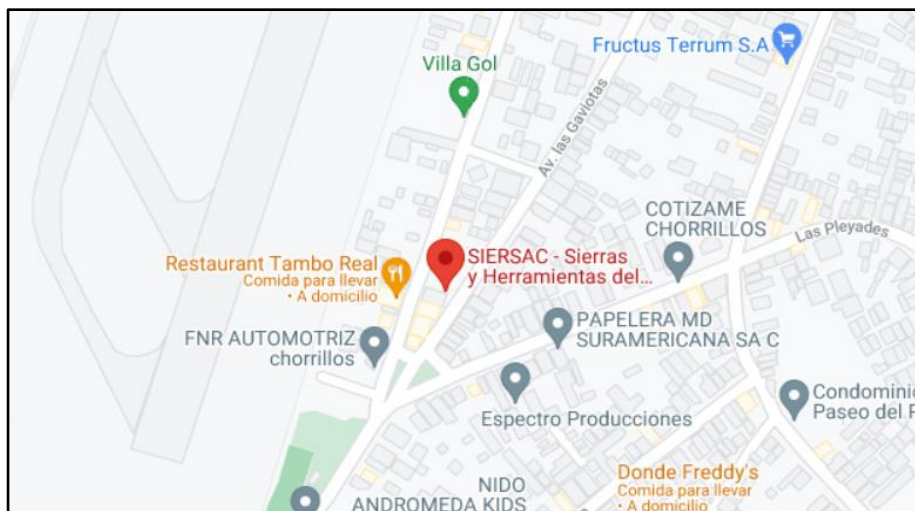 Fructus Terrum S.A
Villa Gol
Av. las Gaviotas
COTIZAME
CHORRILLOS
Las Pleyades
Restaurant Tambo Real
Comida para llevar
• A domicilio
SIERSAC - Sierras
y Herramientas del...
FNR AUTOMOTRIZ
chorrillos
PAPELERA MD
SURAMERICANA SA C
Espectro Producciones
Condominio
Paseo del
Donde Freddy's
Comida para llevar
• A domicilio
NIDO
ANDROMEDA KIDS